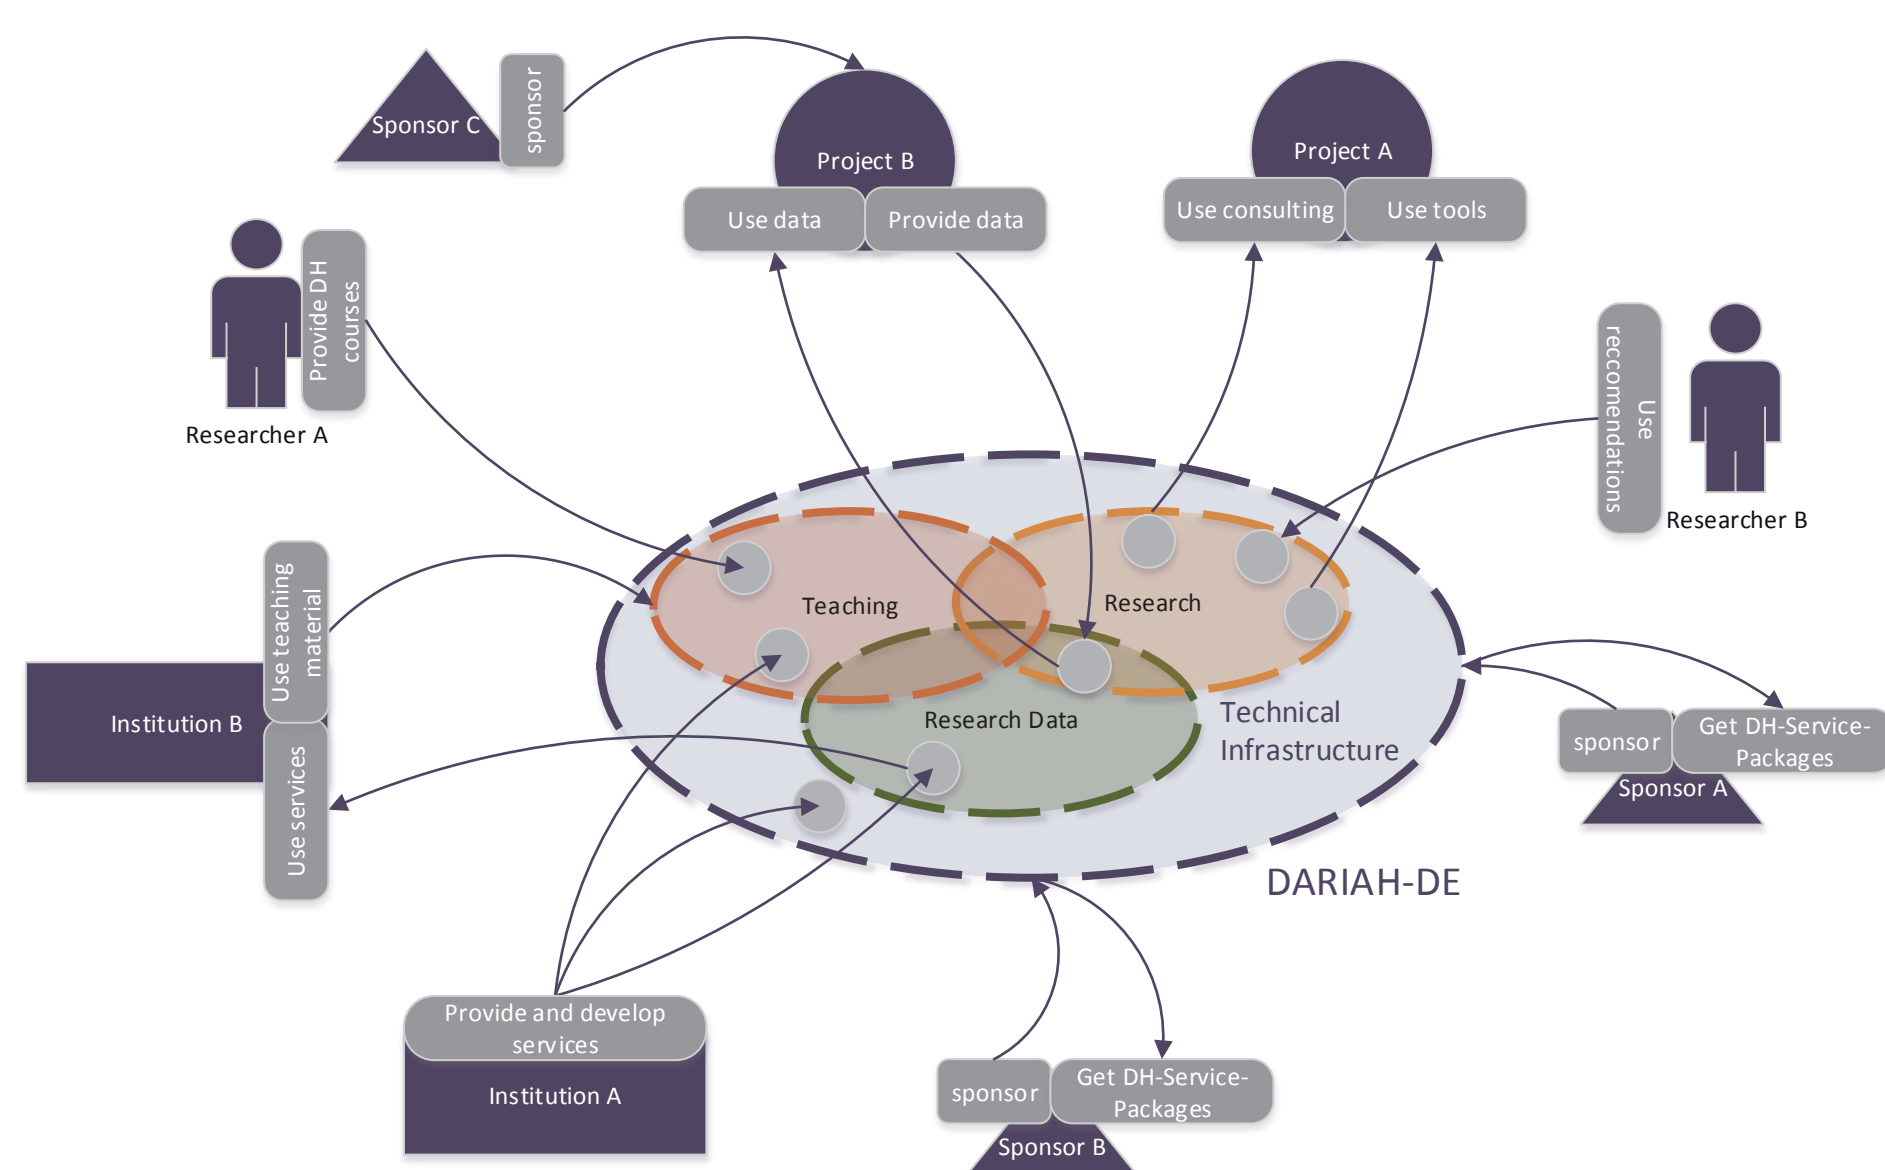 Sponsor C
sponsor
Project B
Use data
Provide data
Project A
Use consulting
Use tools
Provide DH
courses
Researcher A
Use
reccomendations
Researcher B
Use teaching
material
Institution B
Use services
Teaching
Research
Research Data
Technical
Infrastructure
DARIAH-DE
sponsor
Get DH-Service-
Packages
Sponsor A
Provide and develop
services
Institution A
sponsor
Get DH-Service-
Packages
Sponsor B